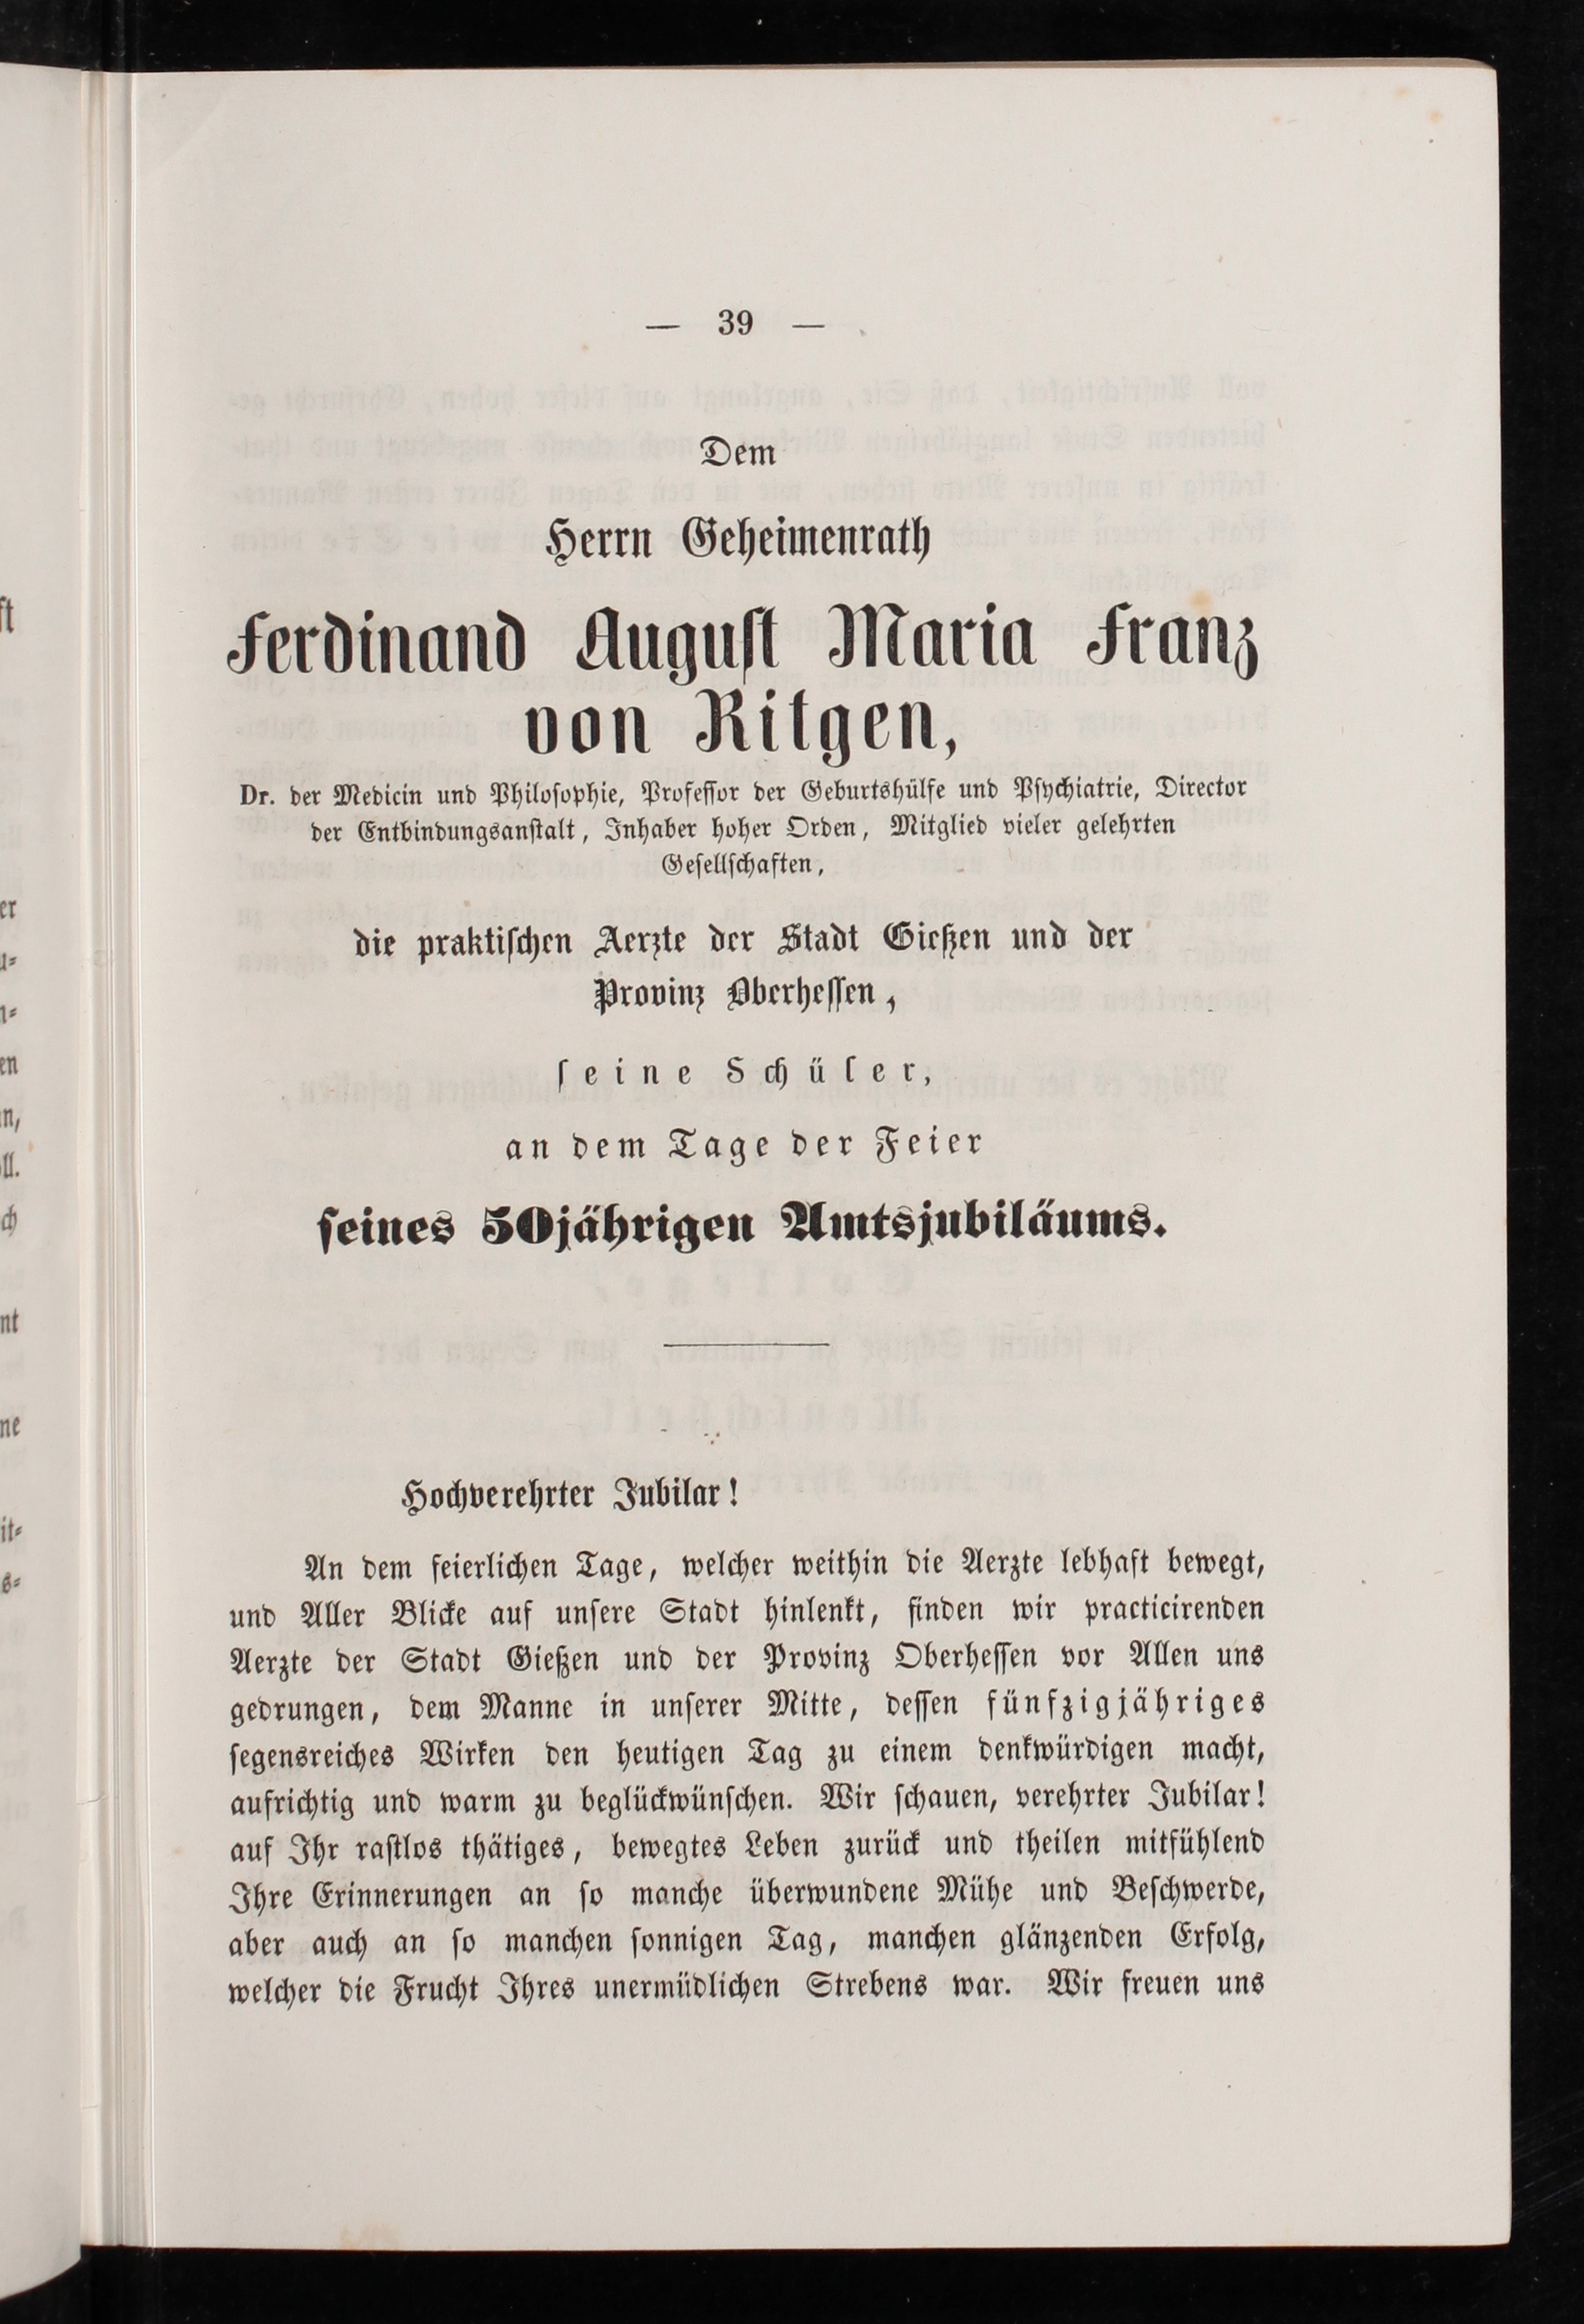 — 39 —
Dem
Herrn Geheimenrath
Ferdinand August Maria Franz
von Ritgen,
Dr. der Medicin und Philosophie, Professor der Geburtshülfe und Psychiatrie, Director
der Entbindungsanstalt, Inhaber hoher Orden, Mitglied vieler gelehrten
Gesellschaften,
die praktischen Aerzte der Stadt Gießen und der
Provinz Oberhessen,
seine Schüler,
an dem Tage der Feier
seines 50jährigen Amtsjubiläums.
Hochverehrter Jubilar!
An dem feierlichen Tage, welcher weithin die Aerzte lebhaft bewegt,
und Aller Blicke auf unsere Stadt hinlenkt, finden wir practicirenden
Aerzte der Stadt Gießen und der Provinz Oberhessen vor Allen uns
gedrungen, dem Manne in unserer Mitte, dessen fünfzigjähriges
segensreiches Wirken den heutigen Tag zu einem denkwürdigen macht,
aufrichtig und warm zu beglückwünschen. Wir schauen, verehrter Jubilar!
auf Ihr rastlos thätiges, bewegtes Leben zurück und theilen mitfühlend
Ihre Erinnerungen an so manche überwundene Mühe und Beschwerde,
aber auch an so manchen sonnigen Tag, manchen glänzenden Erfolg,
welcher die Frucht Ihres unermüdlichen Strebens war. Wir freuen uns